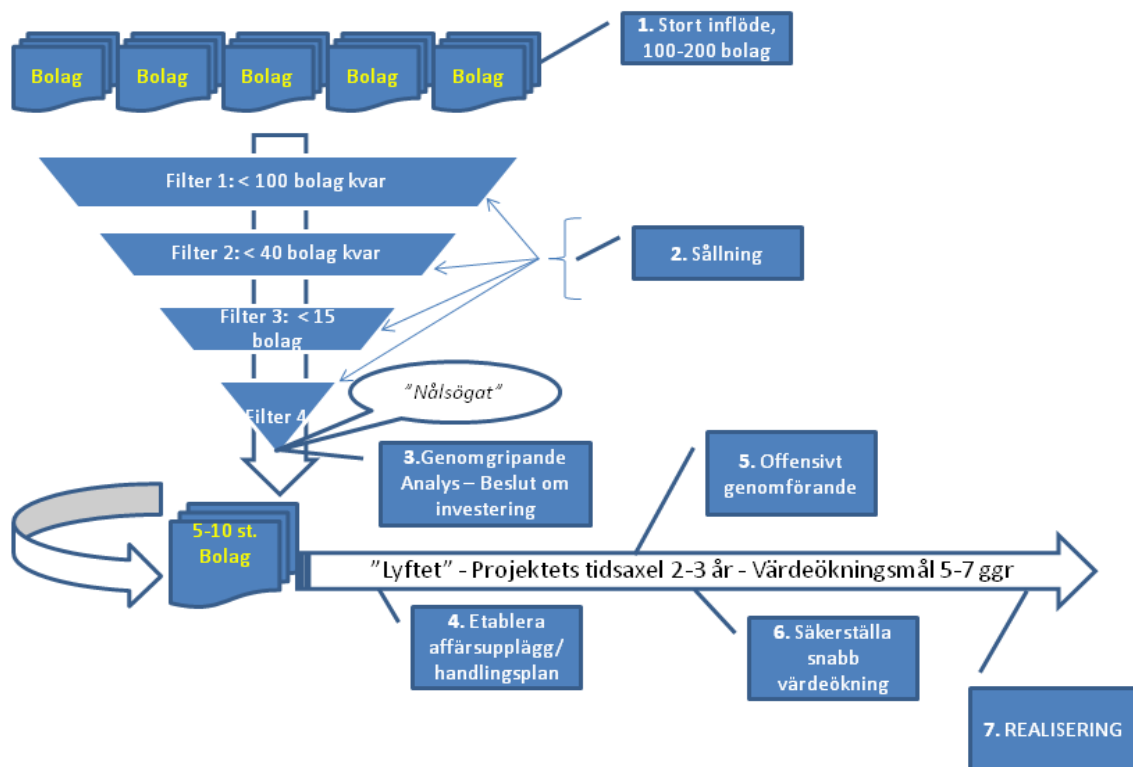 1. Stort inflöde,
100-200 bolag
Bolag
Bolag
Bolag
Bolag
Bolag
Filter 1: < 100 bolag kvar
Filter 2: < 40 bolag kvar
2. Sållning
Filter 3:  < 15
bolag
"Nålsögat"
Filter 4
3.Genomgripande
Analys – Beslut om
investering
5. Offensivt
genomförande
5-10 st.
Bolag
"Lyftet" - Projektets tidsaxel 2-3 år - Värdeökningsmål 5-7 ggr
4. Etablera
affärsupplägg/
handlingsplan
6. Säkerställa
snabb
värdeökning
7. REALISERING